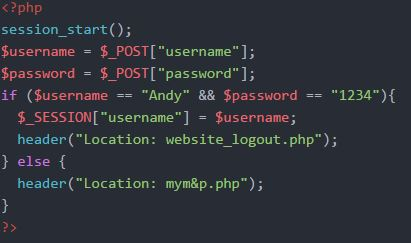 <?php
session_start();
$username = $_POST["username"];
$password = $_POST["password"];
if ($username == "Andy" && $password == "1234"){
  $_SESSION["username"] = $username;
  header("Location: website_logout.php");
} else {
  header("Location: mym&p.php");
}
?>